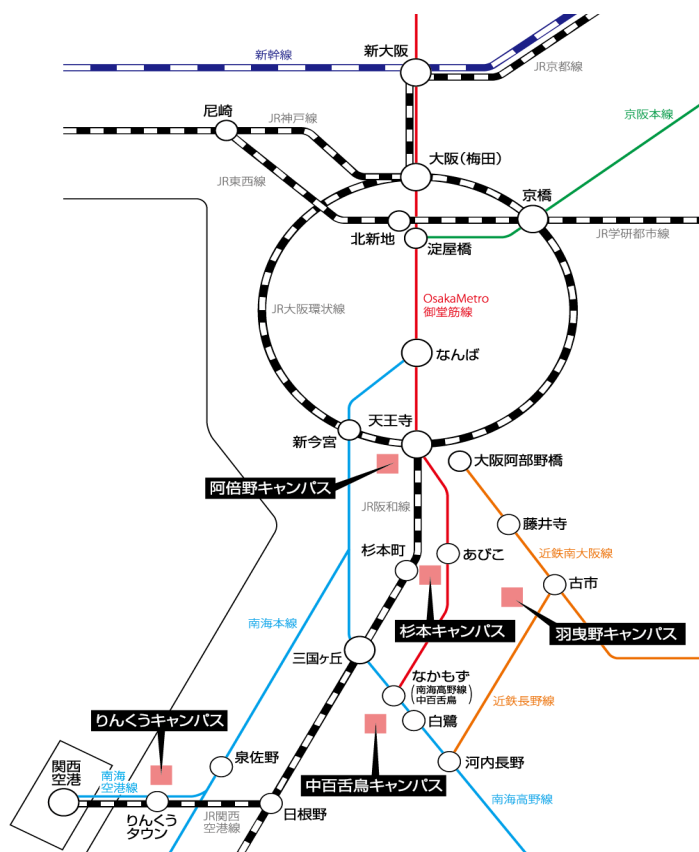 新大阪
新幹線
JR京都線
尼崎
JR神戸線
京阪本線
大阪(梅田)
JR東西線
京橋
北新地
淀屋橋
JR学研都市線
JR大阪環状線
OsakaMetro
御堂筋線
なんば
天王寺
新今宮
大阪阿部野橋
阿倍野キャンパス
JR阪和線
藤井寺
あびこ
近鉄南大阪線
杉本町
古市
南海本線
杉本キャンパス
羽曳野キャンパス
三国ヶ丘
なかもず
(南海高野線
中百舌鳥)
近鉄長野線
りんくうキャンパス
白鷺
泉佐野
河内長野
関西
空港
南海
空港線
中百舌鳥キャンパス
南海高野線
りんくう
タウン
JR関西
空港線
日根野